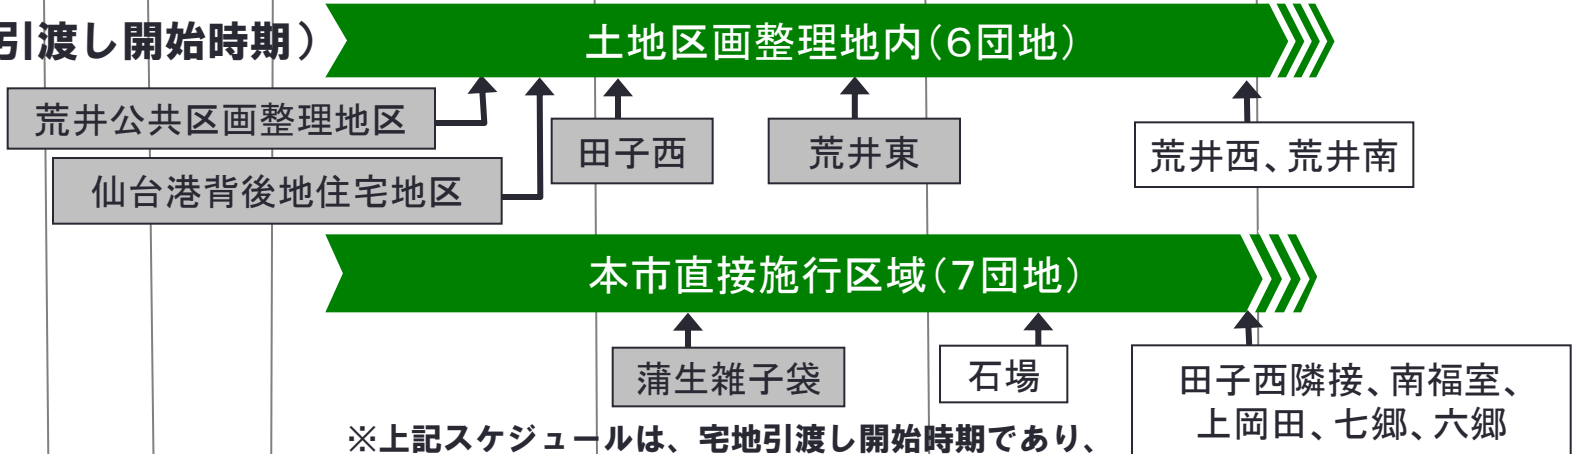 引渡し開始時期）
土地区画整理地内（6団地）
荒井公共区画整理地区
仙台港背後地住宅地区
田子西
荒井東
荒井西、荒井南
本市直接施行区域（7団地）
蒲生雑子袋
石場
田子西隣接、南福室、
上岡田、七郷、六郷
※上記スケジュールは、宅地引渡し開始時期であり、